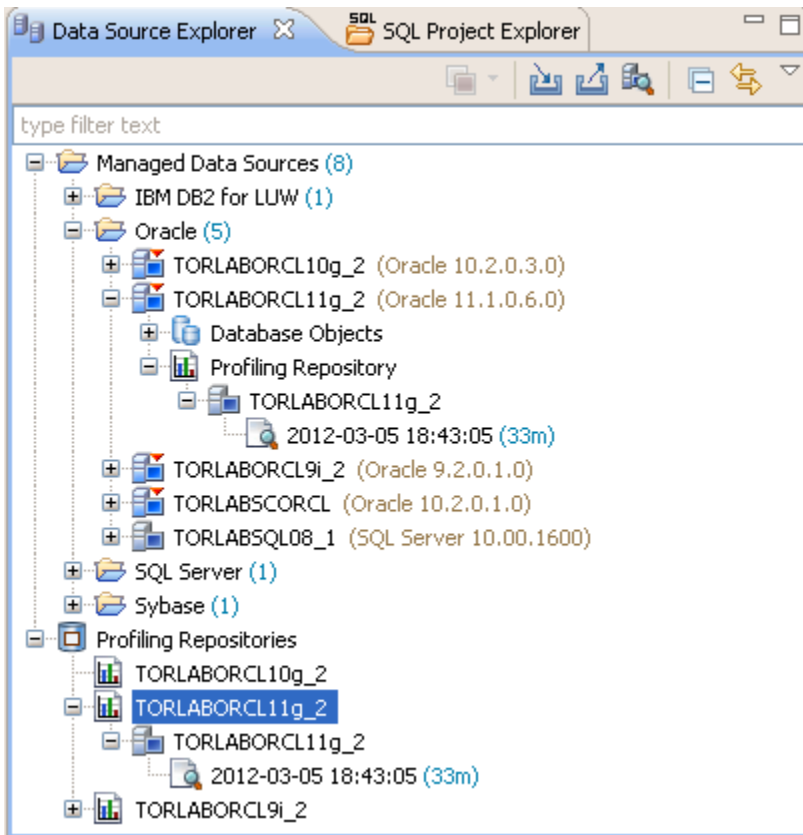 Data Source Explorer SQL SQL Project Explorer
type filter text
Managed Data Sources (8)
IBM DB2 for LUW (1)
Oracle (5)
TORLABORCL10g_2 (Oracle 10.2.0.3.0)
TORLABORCL11g_2 (Oracle 11.1.0.6.0)
Database Objects
Profiling Repository
TORLABORCL11g_2
2012-03-05 18:43:05 (33m)
TORLABORCL9i_2 (Oracle 9.2.0.1.0)
TORLABSCORCL (Oracle 10.2.0.1.0)
TORLABSQL08_1 (SQL Server 10.00.1600)
SQL Server (1)
Sybase (1)
Profiling Repositories
TORLABORCL10g_2
TORLABORCL11g_2
TORLABORCL11g_2
2012-03-05 18:43:05 (33m)
TORLABORCL9i_2